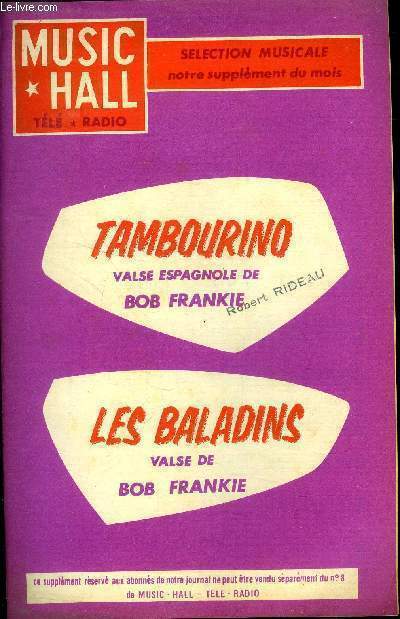 Le-livre.com
MUSIC
HALL
TÉLÉ ★ RADIO
SELECTION MUSICALE
notre supplément du mois
TAMBOURINO
VALSE ESPAGNOLE DE
BOB FRANKIE
Robert RIDEAU
LES BALADINS
VALSE DE
BOB FRANKIE
ce supplément réservé aux abonnés de notre journal ne peut être vendu séparément du nº 8
de MUSIC - HALL - TÉLÉ - RADIO